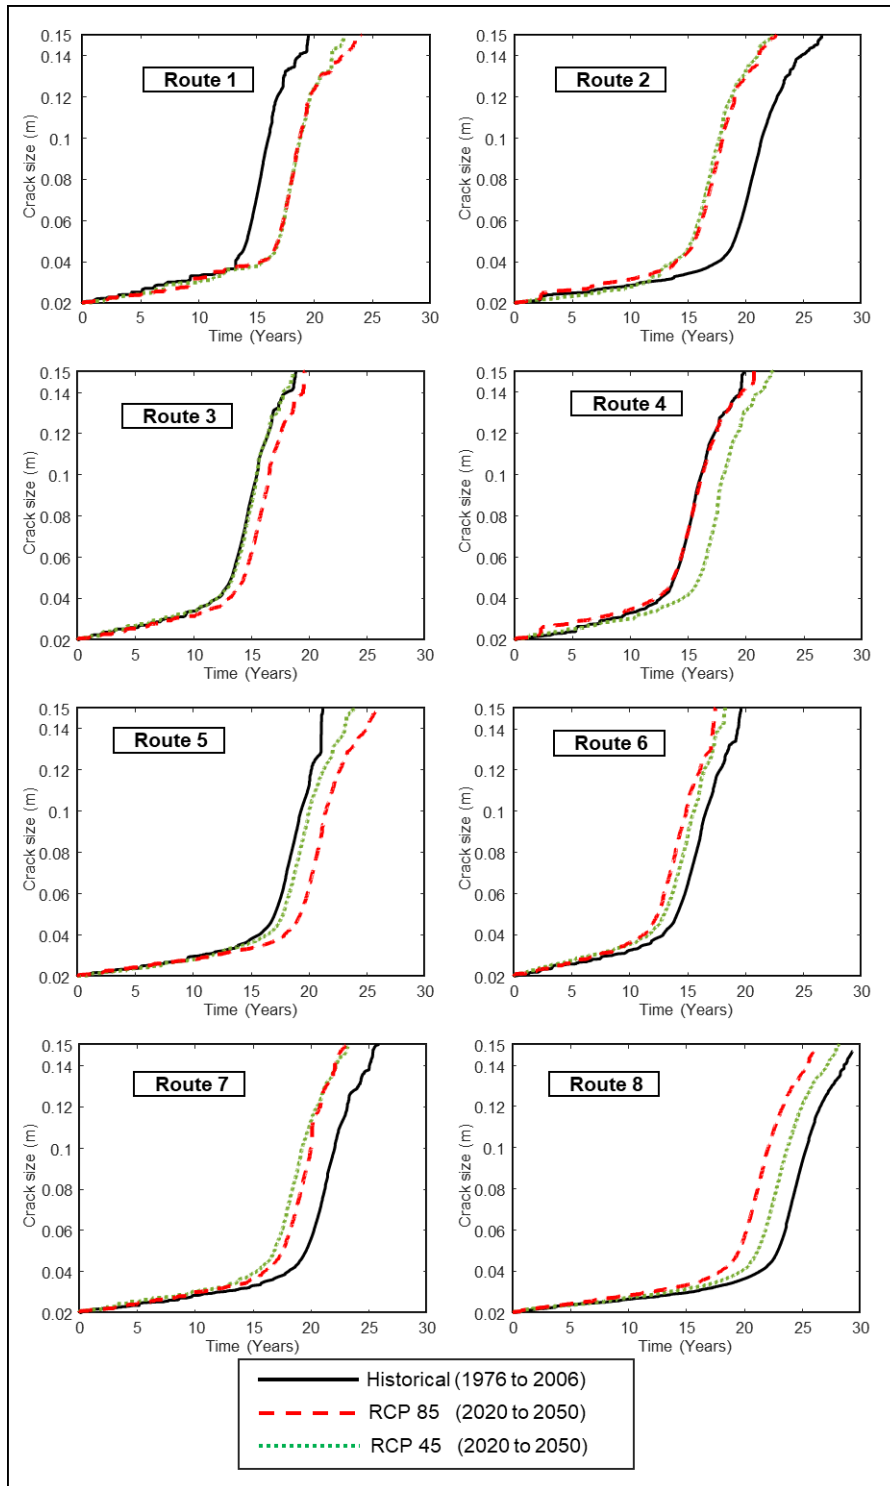 0.15
0.14
0.12
0.1
0.08
0.06
0.04
0.02
Crack size (m)
Route 1
0 5 10 15 20 25 30
Time (Years)
0.15
0.14
0.12
0.1
0.08
0.06
0.04
0.02
Crack size (m)
Route 2
0 5 10 15 20 25 30
Time (Years)
0.15
0.14
0.12
0.1
0.08
0.06
0.04
0.02
Crack size (m)
Route 3
0 5 10 15 20 25 30
Time (Years)
0.15
0.14
0.12
0.1
0.08
0.06
0.04
0.02
Crack size (m)
Route 4
0 5 10 15 20 25 30
Time (Years)
0.15
0.14
0.12
0.1
0.08
0.06
0.04
0.02
Crack size (m)
Route 5
0 5 10 15 20 25 30
Time (Years)
0.15
0.14
0.12
0.1
0.08
0.06
0.04
0.02
Crack size (m)
Route 6
0 5 10 15 20 25 30
Time (Years)
0.15
0.14
0.12
0.1
0.08
0.06
0.04
0.02
Crack size (m)
Route 7
0 5 10 15 20 25 30
Time (Years)
0.15
0.14
0.12
0.1
0.08
0.06
0.04
0.02
Crack size (m)
Route 8
0 5 10 15 20 25 30
Time (Years)
Historical (1976 to 2006)
RCP 85 (2020 to 2050)
RCP 45 (2020 to 2050)